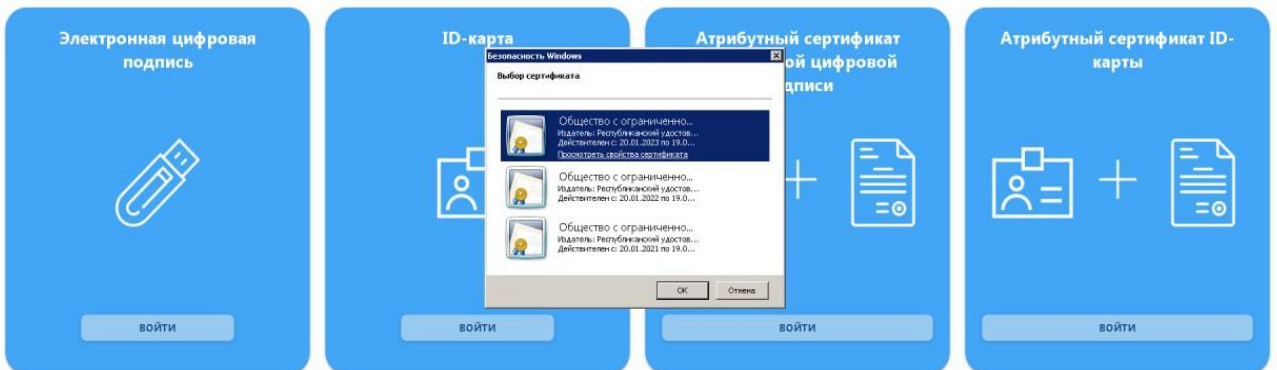 Электронная цифровая
подпись
войти
ID-карта
войти
Атрибутный сертификат
ой цифровой
дписи
войти
Атрибутный сертификат ID-
карты
войти
Безопасность Windows
Выбор сертификата
Общество с ограниченно...
Издатель: Республиканский удостов...
Действителен с: 20.01.2023 по 19.0...
Просмотреть свойства сертификата
Общество с ограниченно...
Издатель: Республиканский удостов...
Действителен с: 20.01.2022 по 19.0...
Общество с ограниченно...
Издатель: Республиканский удостов...
Действителен с: 20.01.2021 по 19.0...
ОК
Отмена